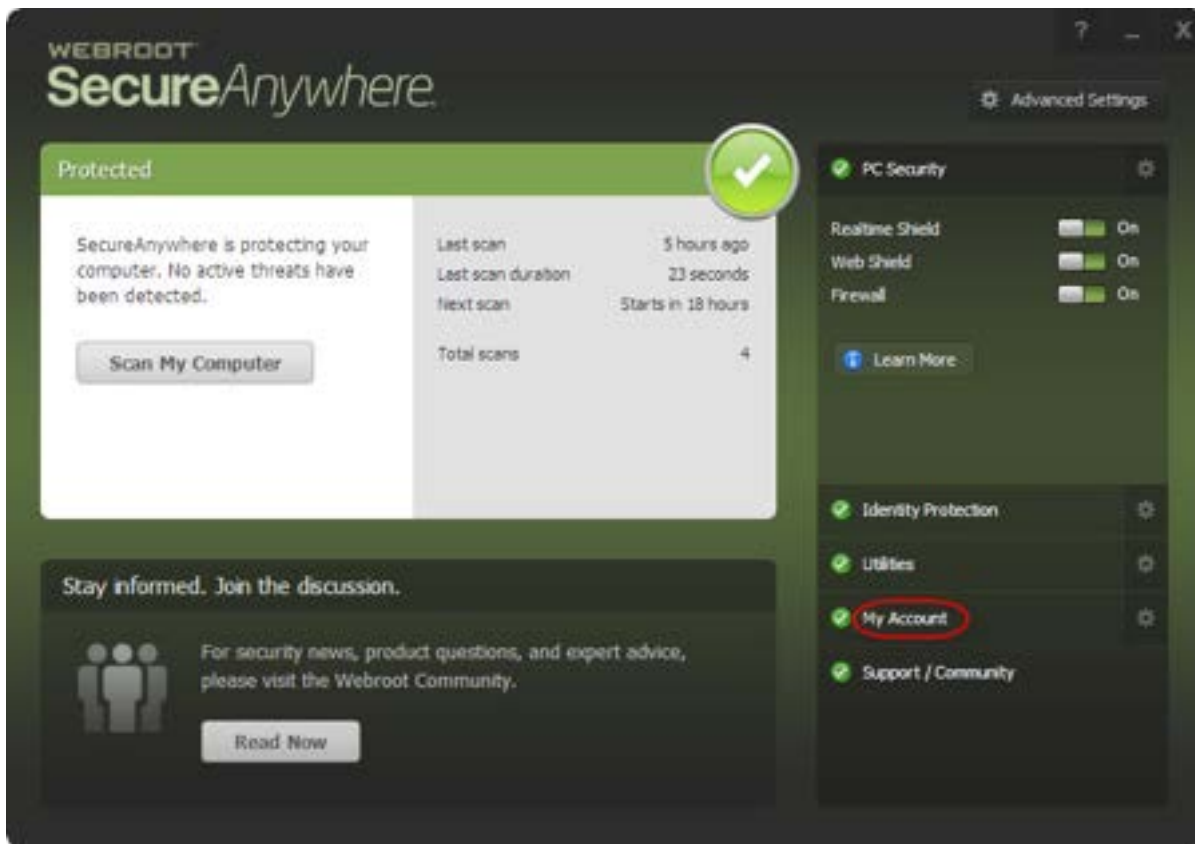 ? _ X
WEBROOT
SecureAnywhere.
Advanced Settings
Protected
SecureAnywhere is protecting your
computer. No active threats have
been detected.
Scan My Computer
Last scan 5 hours ago
Last scan duration 23 seconds
Next scan Starts in 18 hours
Total scans 4
Stay informed. Join the discussion.
For security news, product questions, and expert advice,
please visit the Webroot Community.
Read Now
PC Security
Realtime Shield On
Web Shield On
Firewall On
Learn More
Identity Protection
Utilities
My Account
Support / Community